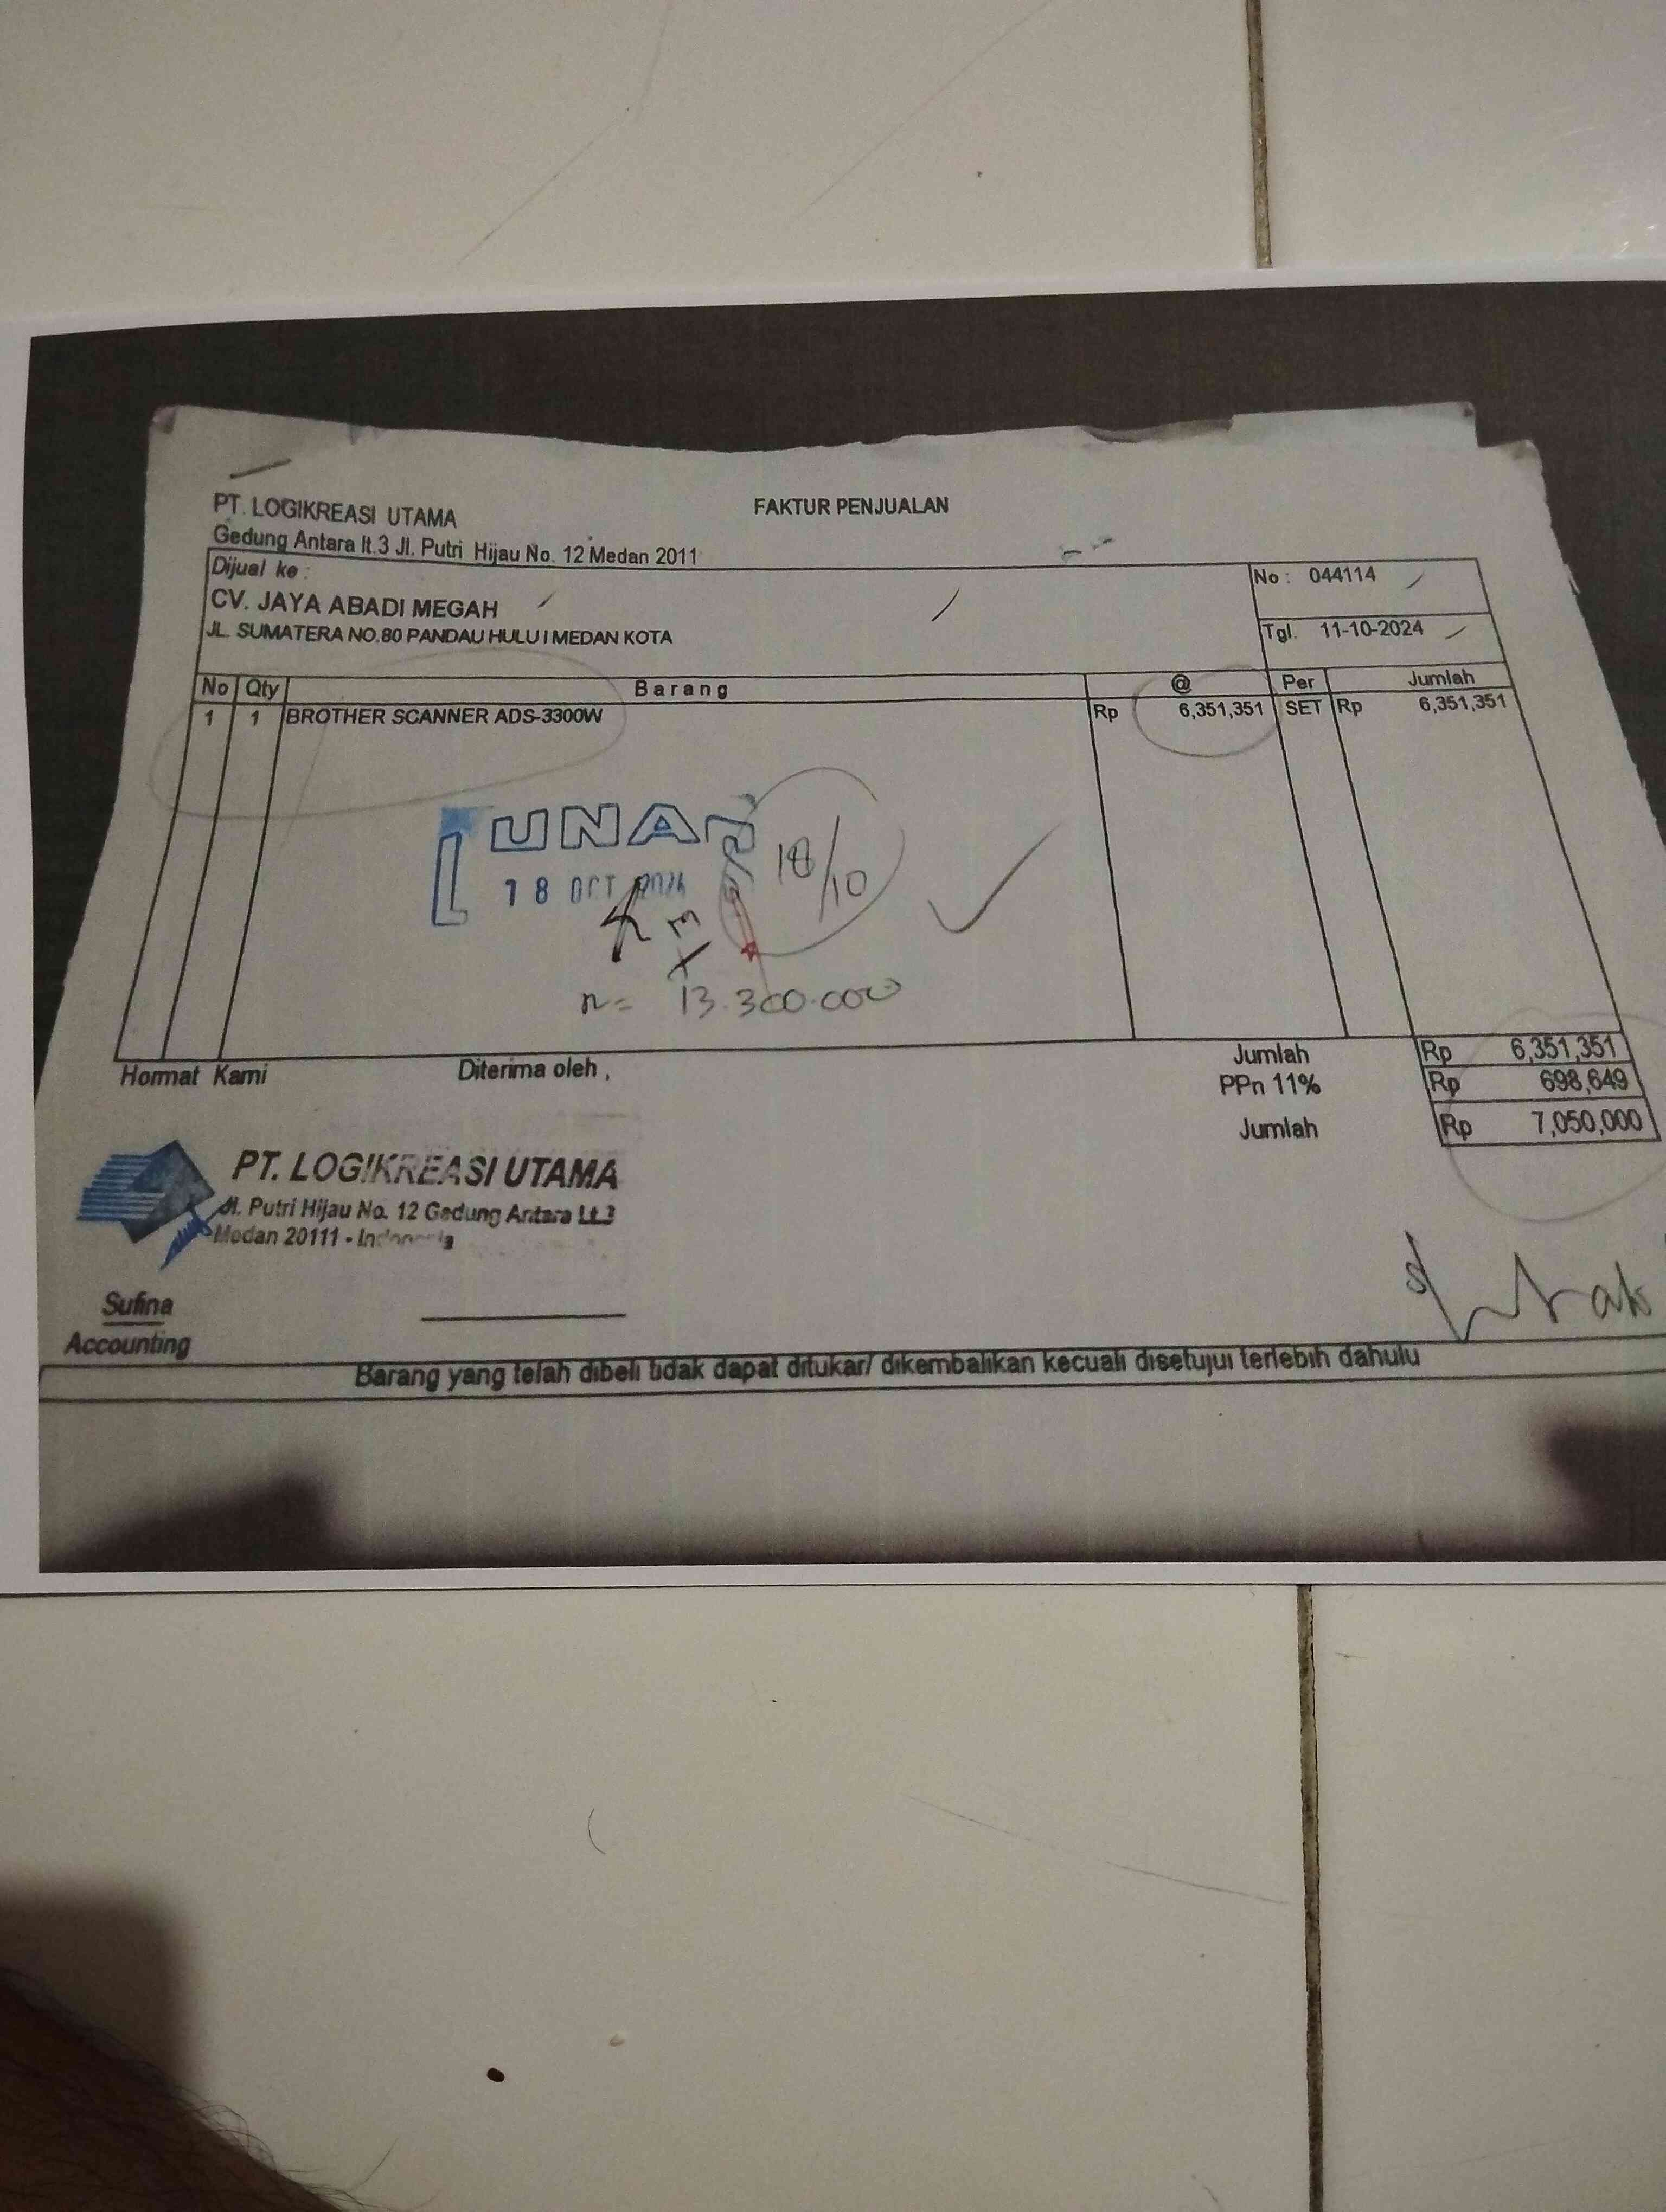 PT. LOGIKREASI UTAMA
FAKTUR PENJUALAN
Gedung Antara lt.3 Jl. Putri Hijau No. 12 Medan 2011
Dijual ke :
No : 044114
CV. JAYA ABADI MEGAH
JL. SUMATERA NO.80 PANDAU HULU I MEDAN KOTA
Tgl. 11-10-2024
No Qty Barang @ Per Jumlah
1 1 BROTHER SCANNER ADS-3300W Rp 6,351,351 SET Rp 6,351,351
LUNAS
18/10
18 OCT 2024
n = 13.300.000
Jumlah Rp 6,351,351
Hormat Kami Diterima oleh ,
PPn 11% Rp 698,649
Jumlah Rp 7,050,000
PT. LOGIKREASI UTAMA
Jl. Putri Hijau No. 12 Gedung Antara Lt.3
Medan 20111 - Indonesia
Sufina
Accounting
Barang yang telah dibeli tidak dapat ditukar/ dikembalikan kecuali disetujui terlebih dahulu